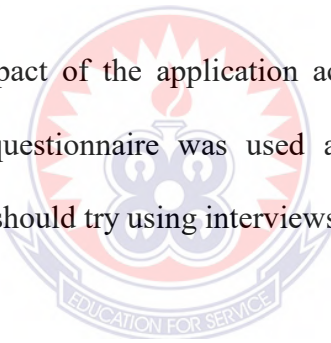 pact of the application ac
questionnaire was used a
should try using interviews
EDUCATION FOR SERVICE